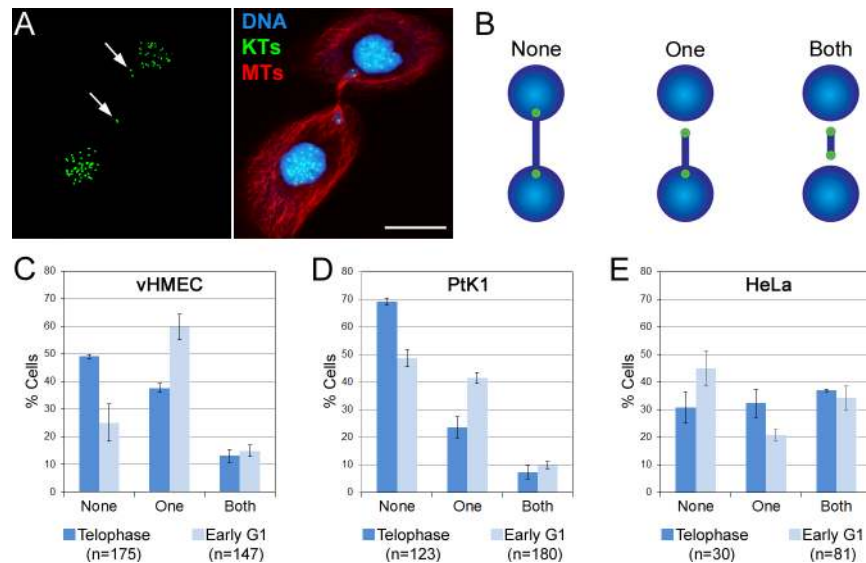 A
DNA
KTs
MTs
B
None One Both
C
vHMEC
% Cells
80
70
60
50
40
30
20
10
0
None One Both
Telophase (n=175)
Early G1 (n=147)
D
PtK1
% Cells
80
70
60
50
40
30
20
10
0
None One Both
Telophase (n=123)
Early G1 (n=180)
E
HeLa
% Cells
80
70
60
50
40
30
20
10
0
None One Both
Telophase (n=30)
Early G1 (n=81)